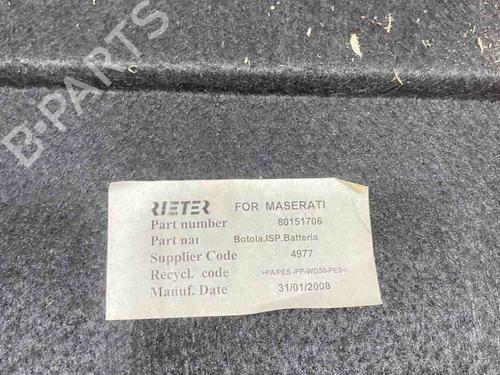 B-PARTS
RIETER FOR MASERATI
Part number 80151706
Part nai Botola.ISP.Batteria
Supplier Code 4977
Recycl. code >PA/PES -PP-WD50-PES<
Manuf. Date 31/01/2008